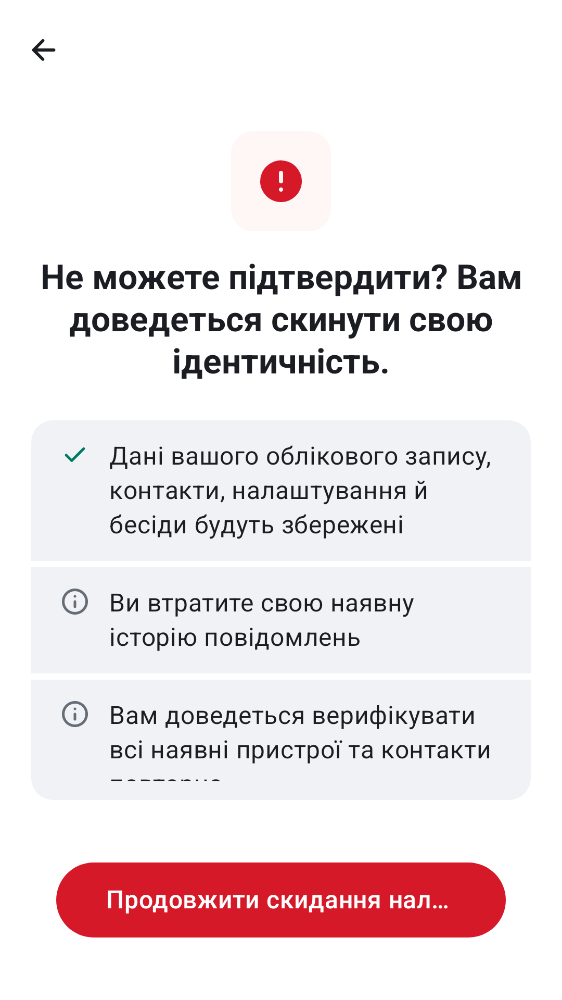 Не можете підтвердити? Вам
доведеться скинути свою
ідентичність.
Дані вашого облікового запису,
контакти, налаштування й
бесіди будуть збережені
Ви втратите свою наявну
історію повідомлень
Вам доведеться верифікувати
всі наявні пристрої та контакти
Продовжити скидання нал…